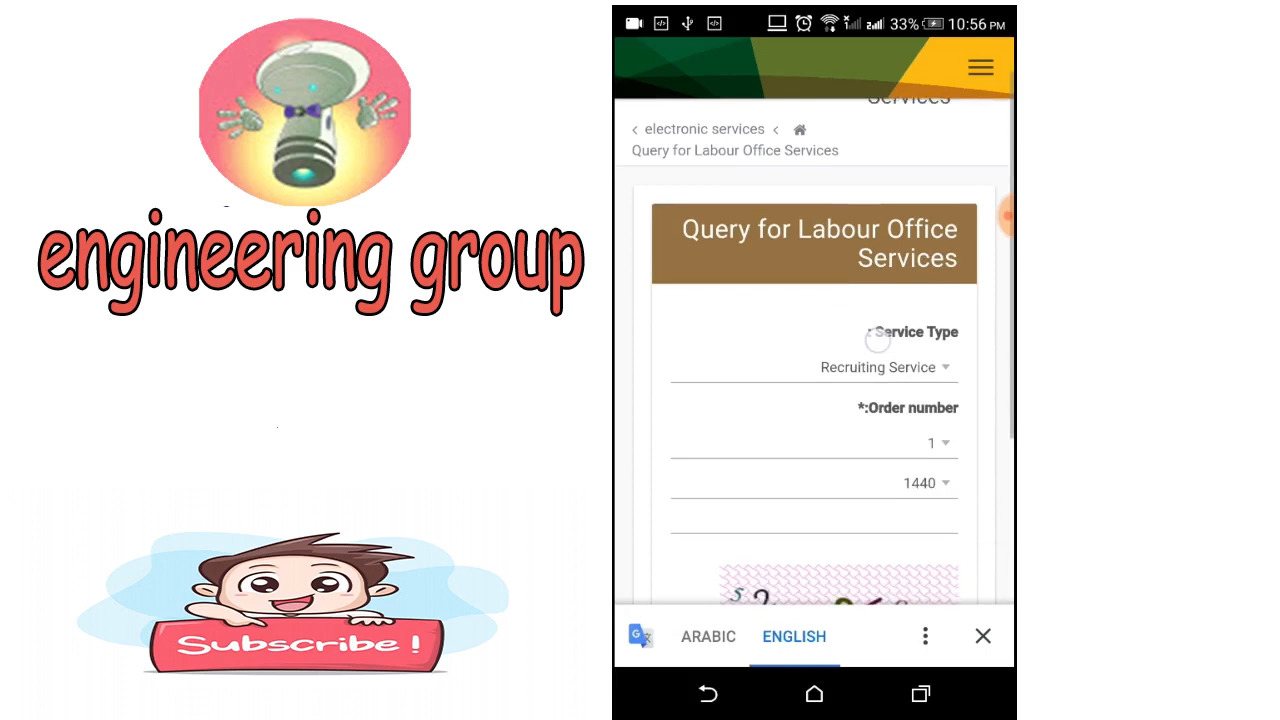 engineering group
Subscribe !
33% 10:56 PM
Services
electronic services
Query for Labour Office Services
Query for Labour Office
Services
: Service Type
Recruiting Service
*:Order number
1
1440
ARABIC ENGLISH